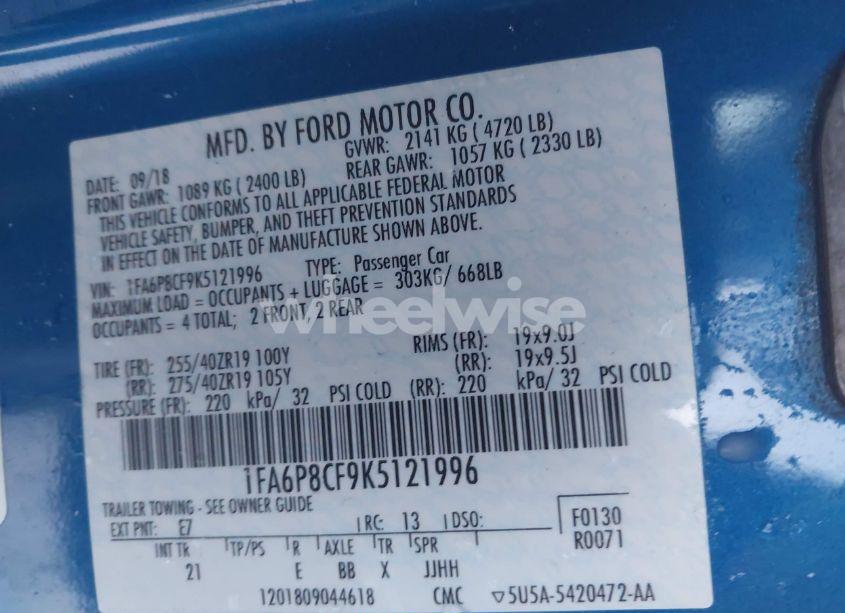 MFD. BY FORD MOTOR CO.
DATE: 09/18 GVWR: 2141 KG ( 4720 LB)
FRONT GAWR: 1089 KG ( 2400 LB) REAR GAWR: 1057 KG ( 2330 LB)
THIS VEHICLE CONFORMS TO ALL APPLICABLE FEDERAL MOTOR
VEHICLE SAFETY, BUMPER, AND THEFT PREVENTION STANDARDS
IN EFFECT ON THE DATE OF MANUFACTURE SHOWN ABOVE.
VIN: 1FA6P8CF9K5121996 TYPE: Passenger Car
MAXIMUM LOAD = OCCUPANTS + LUGGAGE = 303KG/ 668LB
OCCUPANTS = 4 TOTAL; 2 FRONT, 2 REAR
wheelwise
TIRE (FR): 255/40ZR19 100Y RIMS (FR): 19x9.0J
(RR): 275/40ZR19 105Y (RR): 19x9.5J
PRESSURE (FR): 220 kPa/ 32 PSI COLD (RR): 220 kPa/ 32 PSI COLD
1FA6P8CF9K5121996
TRAILER TOWING - SEE OWNER GUIDE
EXT PNT: E7 RC: 13 DSO: F0130
R0071
INT TR TP/PS R AXLE TR SPR
21 E BB X JJHH
1201809044618 CMC ▽5U5A-5420472-AA